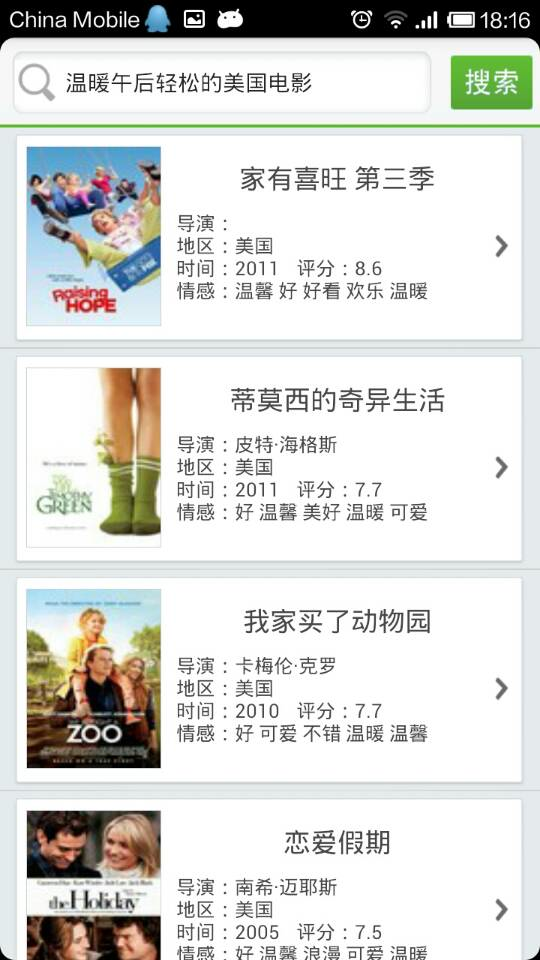 China Mobile 18:16
温暖午后轻松的美国电影
搜索
家有喜旺 第三季
导演：
地区：美国
时间：2011 评分：8.6
情感：温馨 好 好看 欢乐 温暖
Raising
HOPE
蒂莫西的奇异生活
导演：皮特·海格斯
地区：美国
时间：2011 评分：7.7
情感：好 温馨 美好 温暖 可爱
TIMOTHY
GREEN
我家买了动物园
导演：卡梅伦·克罗
地区：美国
时间：2010 评分：7.7
情感：好 可爱 不错 温暖 温馨
ZOO
恋爱假期
导演：南希·迈耶斯
地区：美国
时间：2005 评分：7.5
情感：好 温馨 浪漫 可爱 温暖
the Holiday